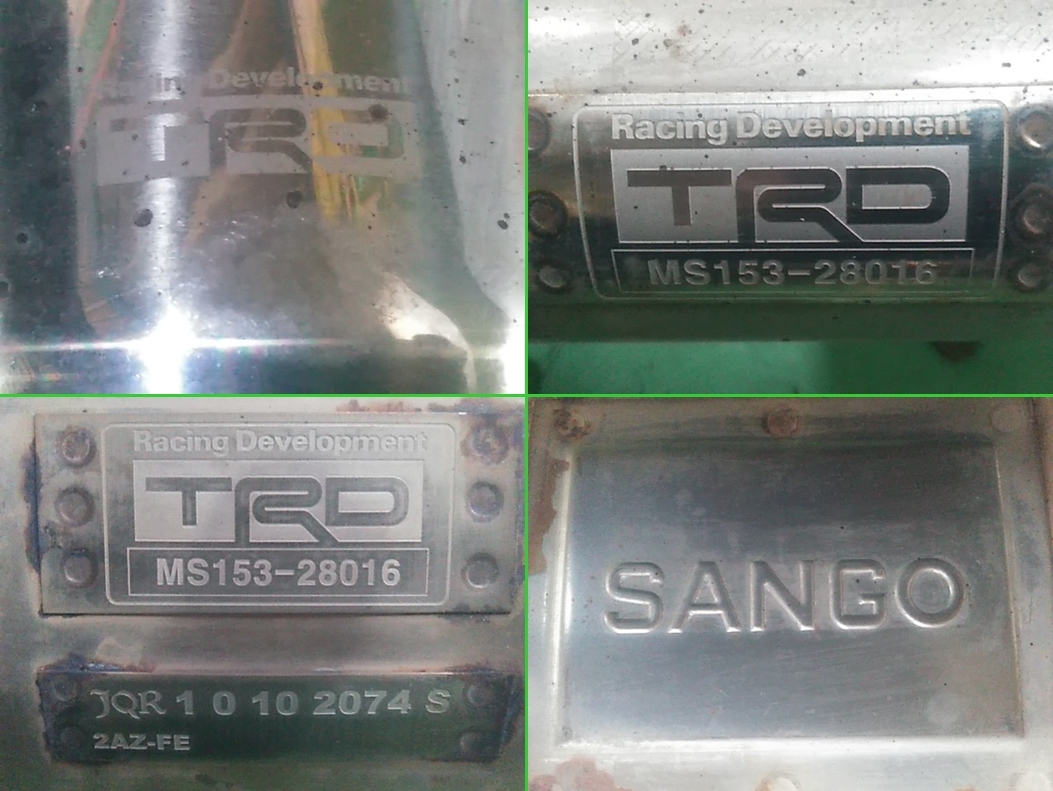 Racing Development
TRD
Racing Development
TRD
MS153-28016
Racing Development
TRD
MS153-28016
JQR 1 0 10 2074 S
2AZ-FE
SANGO